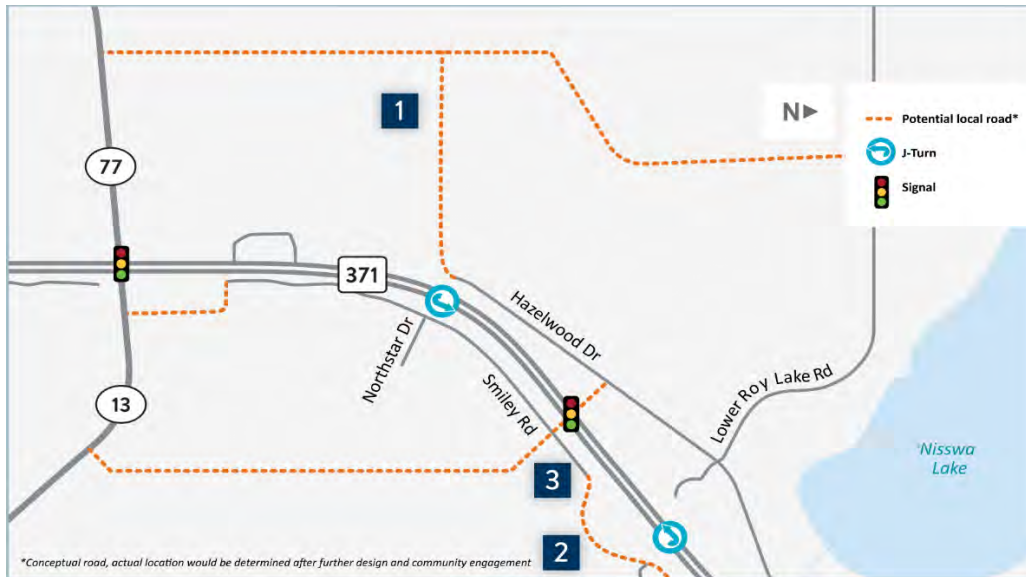 1
N
Potential local road*
J-Turn
Signal
77
371
Hazelwood Dr
Northstar Dr
Smiley Rd
Lower Roy Lake Rd
13
Nisswa
Lake
3
2
*Conceptual road, actual location would be determined after further design and community engagement